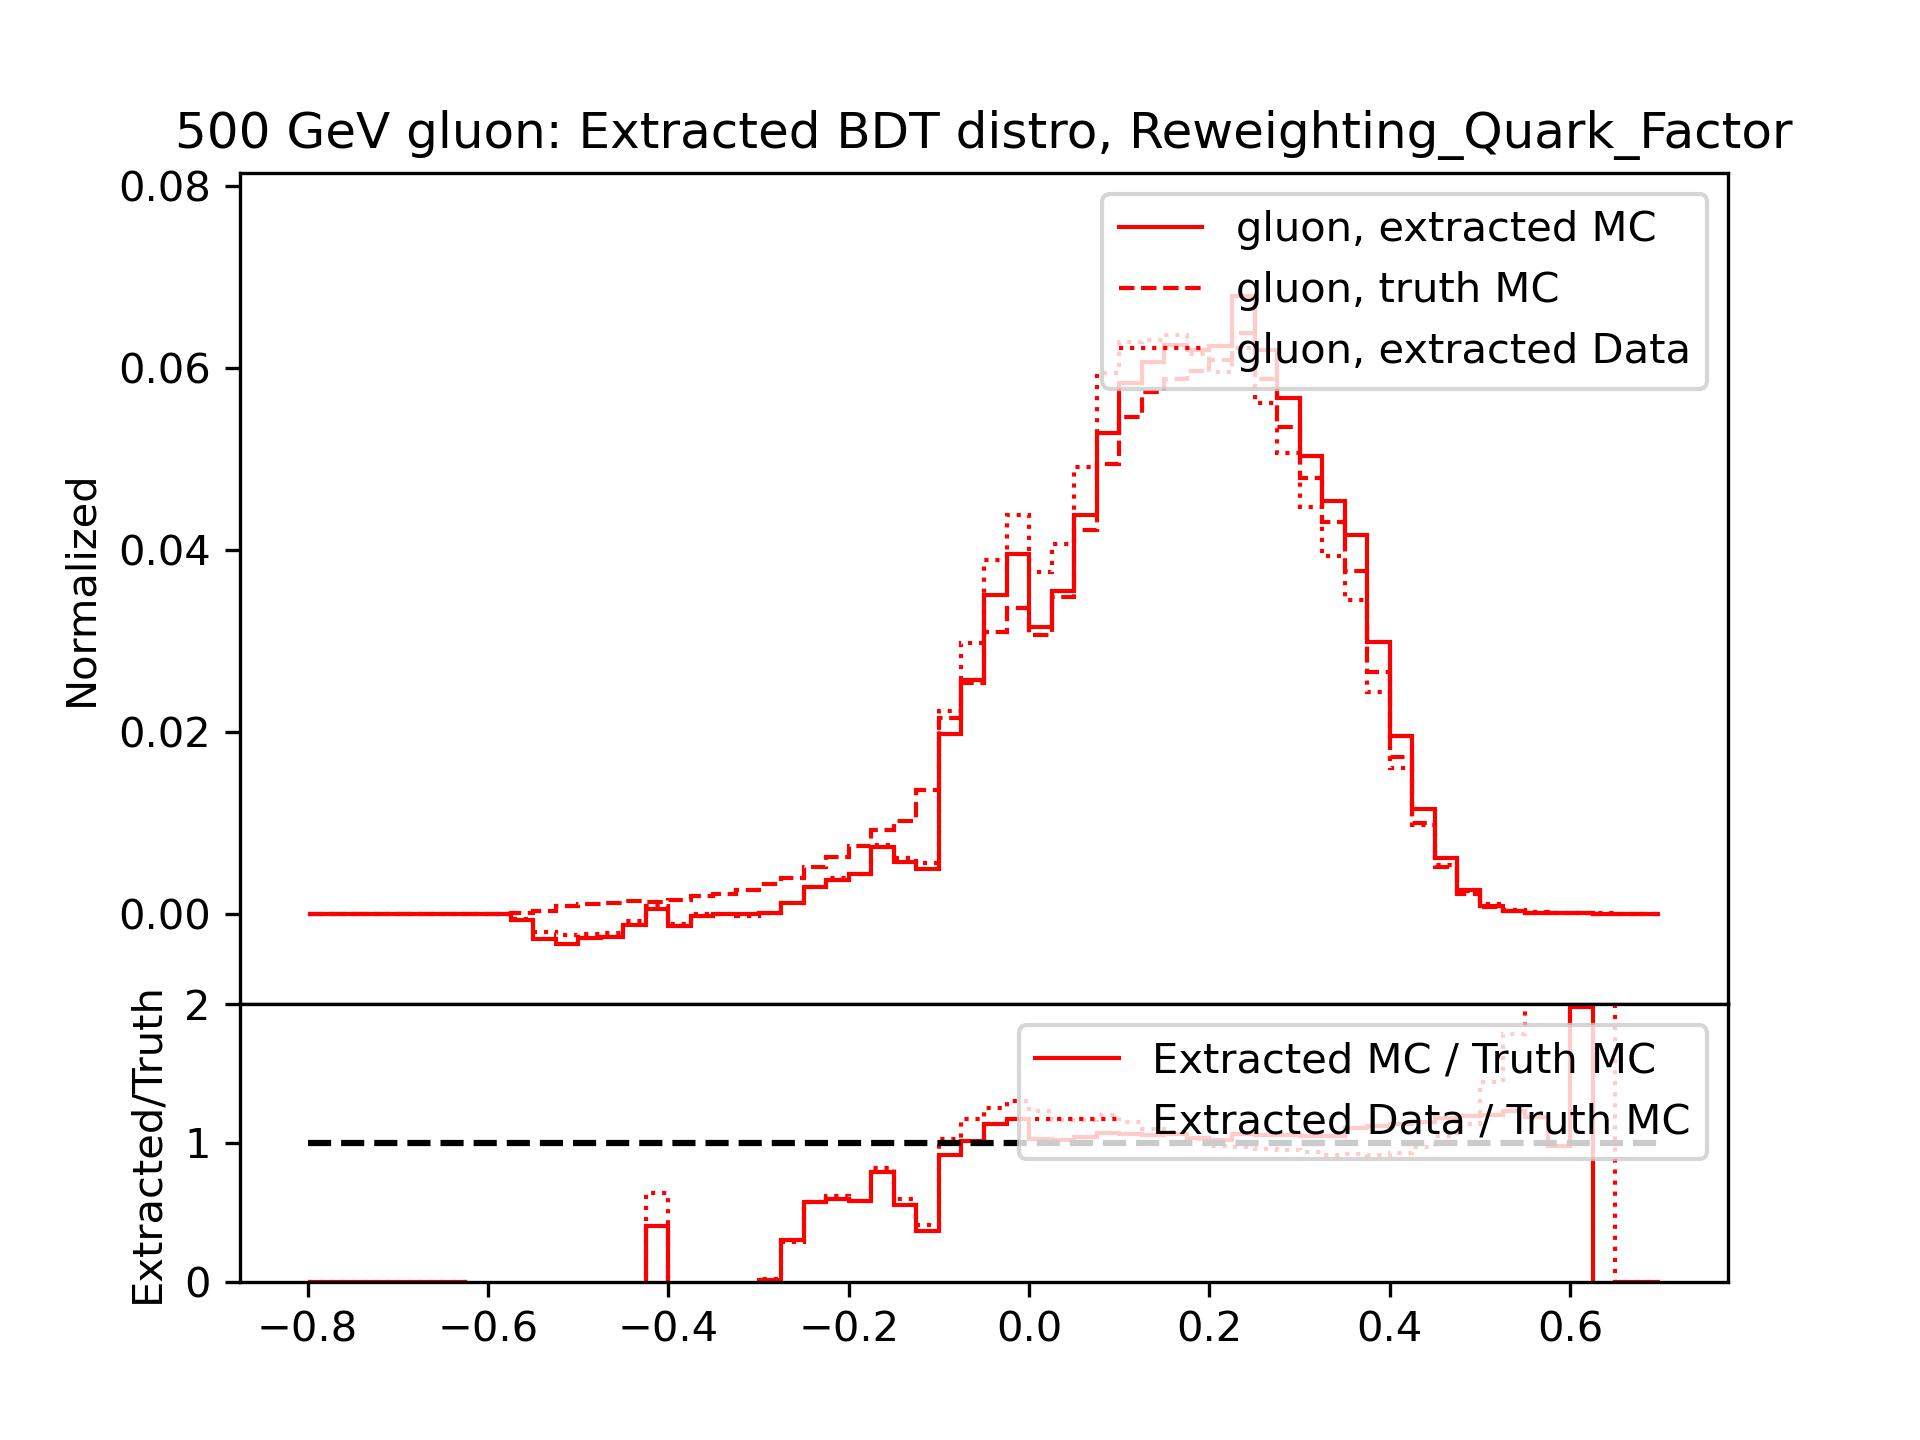 500 GeV gluon: Extracted BDT distro, Reweighting_Quark_Factor
0.08
0.06
0.04
0.02
0.00
Normalized
gluon, extracted MC
gluon, truth MC
gluon, extracted Data
2
1
0
Extracted/Truth
Extracted MC / Truth MC
Extracted Data / Truth MC
−0.8 −0.6 −0.4 −0.2 0.0 0.2 0.4 0.6